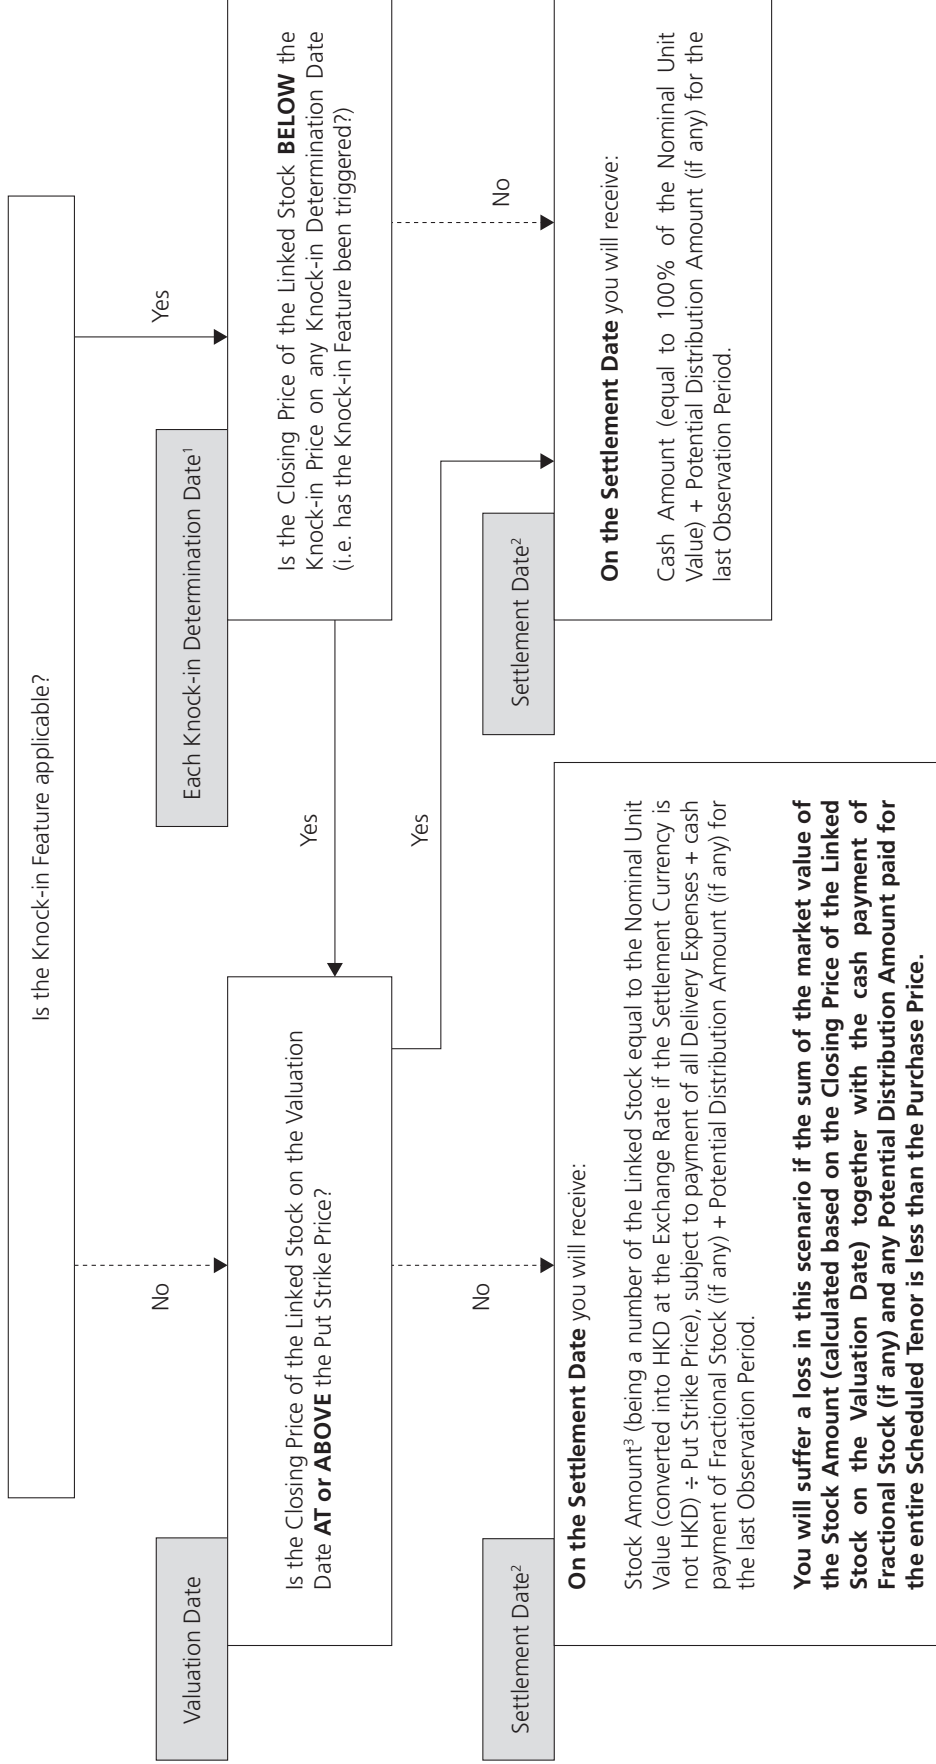 Is the Knock-in Feature applicable?
No
Yes
Valuation Date
Is the Closing Price of the Linked Stock on the Valuation
Date AT or ABOVE the Put Strike Price?
Each Knock-in Determination Date¹
Is the Closing Price of the Linked Stock BELOW the
Knock-in Price on any Knock-in Determination Date
(i.e. has the Knock-in Feature been triggered?)
Yes
Yes
No
No
Settlement Date²
On the Settlement Date you will receive:
Stock Amount³ (being a number of the Linked Stock equal to the Nominal Unit
Value (converted into HKD at the Exchange Rate if the Settlement Currency is
not HKD) ÷ Put Strike Price), subject to payment of all Delivery Expenses + cash
payment of Fractional Stock (if any) + Potential Distribution Amount (if any) for
the last Observation Period.
You will suffer a loss in this scenario if the sum of the market value of
the Stock Amount (calculated based on the Closing Price of the Linked
Stock on the Valuation Date) together with the cash payment of
Fractional Stock (if any) and any Potential Distribution Amount paid for
the entire Scheduled Tenor is less than the Purchase Price.
Settlement Date²
On the Settlement Date you will receive:
Cash Amount (equal to 100% of the Nominal Unit
Value) + Potential Distribution Amount (if any) for the
last Observation Period.